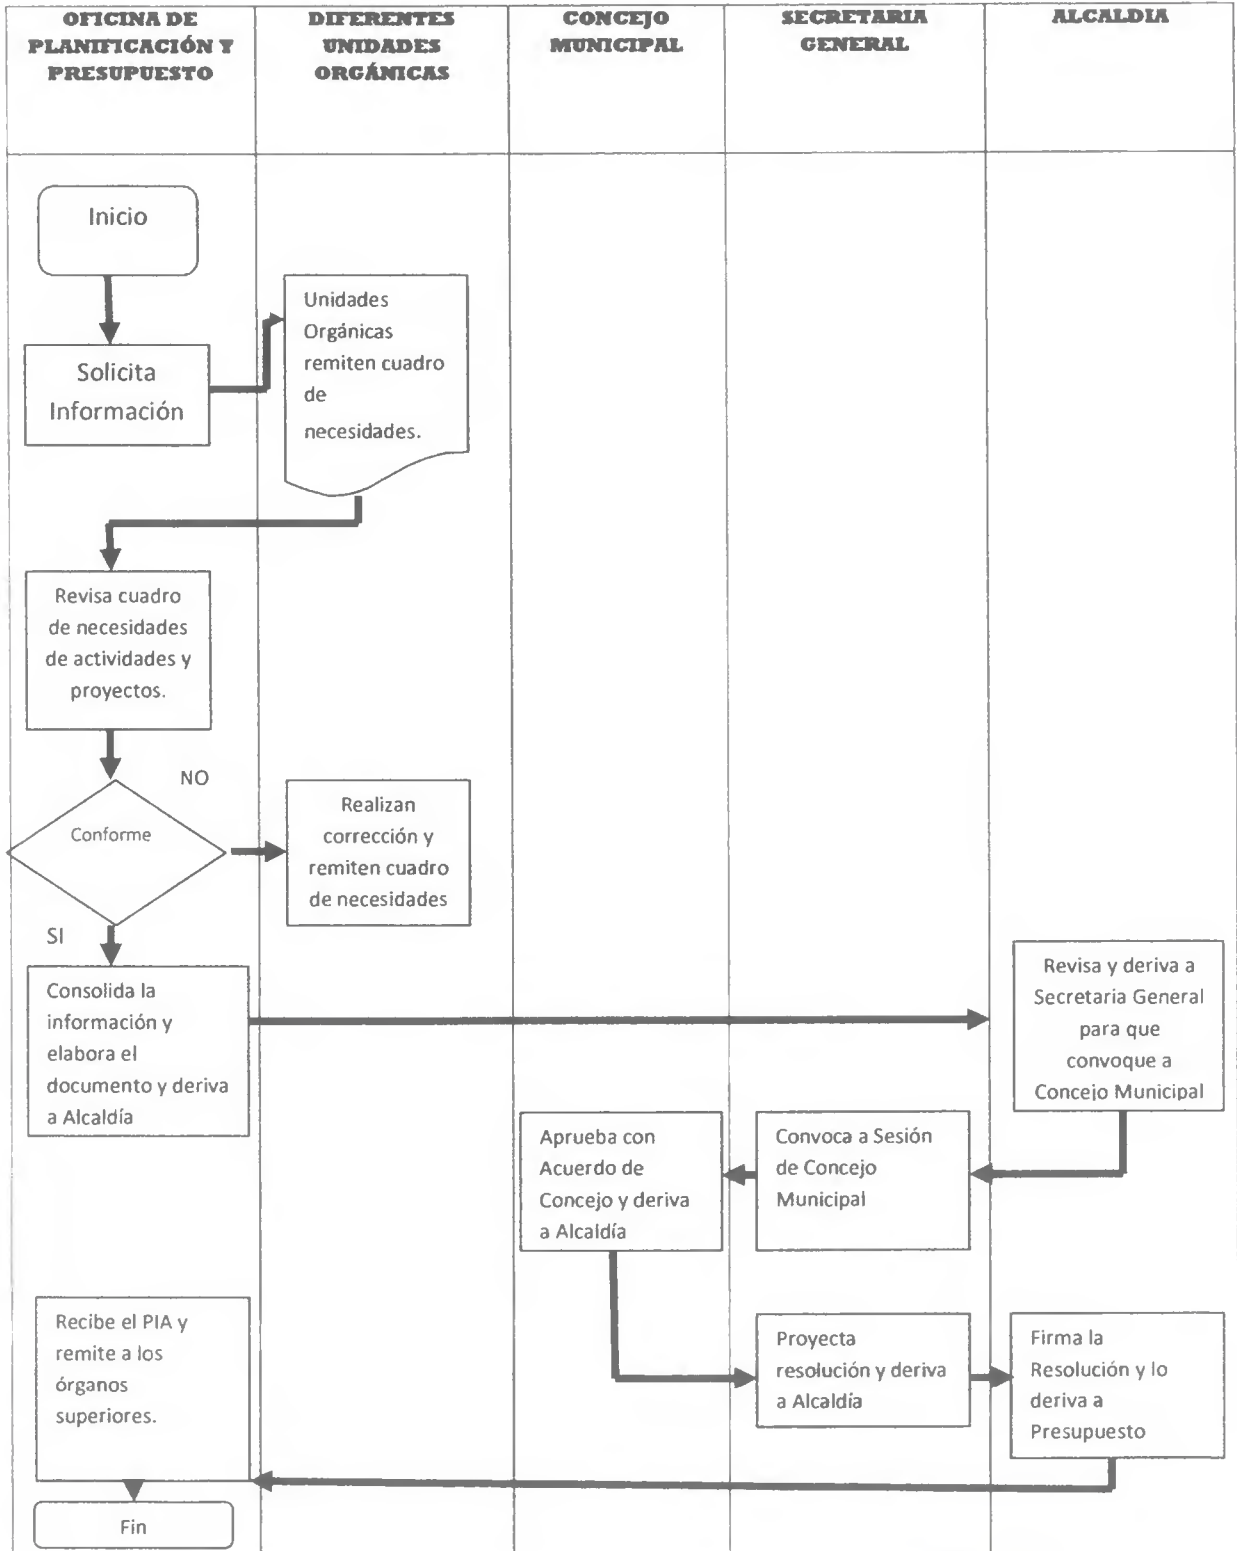 OFICINA DE
PLANIFICACIÓN Y
PRESUPUESTO
DIFERENTES
UNIDADES
ORGÁNICAS
CONCEJO
MUNICIPAL
SECRETARIA
GENERAL
ALCALDIA
Inicio
Solicita
Información
Unidades
Orgánicas
remiten cuadro
de
necesidades.
Revisa cuadro
de necesidades
de actividades y
proyectos.
Conforme
NO
Realizan
corrección y
remiten cuadro
de necesidades
SI
Consolida la
información y
elabora el
documento y deriva
a Alcaldía
Revisa y deriva a
Secretaria General
para que
convoque a
Concejo Municipal
Convoca a Sesión
de Concejo
Municipal
Aprueba con
Acuerdo de
Concejo y deriva
a Alcaldía
Proyecta
resolución y deriva
a Alcaldía
Firma la
Resolución y lo
deriva a
Presupuesto
Recibe el PIA y
remite a los
órganos
superiores.
Fin